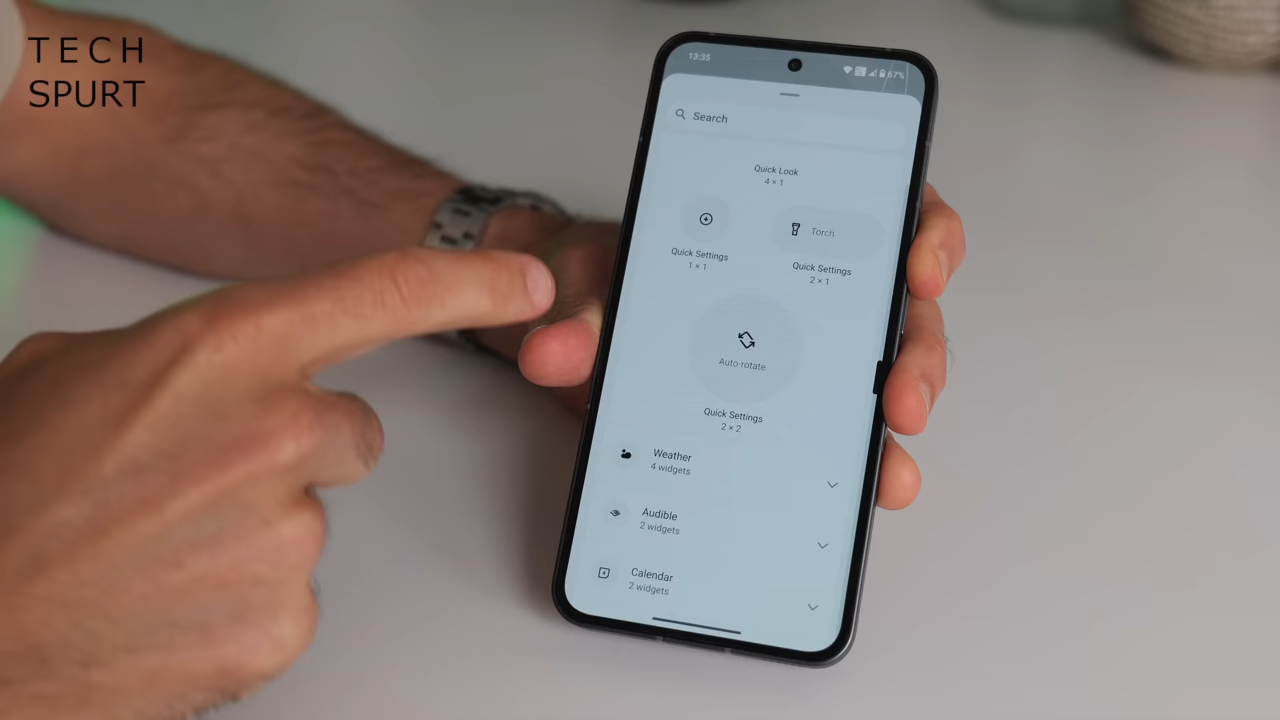 TECH
SPURT
13:35
67%
Search
Quick Look
4 × 1
Torch
Quick Settings
1 × 1
Quick Settings
2 × 1
Auto-rotate
Quick Settings
2 × 2
Weather
4 widgets
Audible
2 widgets
Calendar
2 widgets